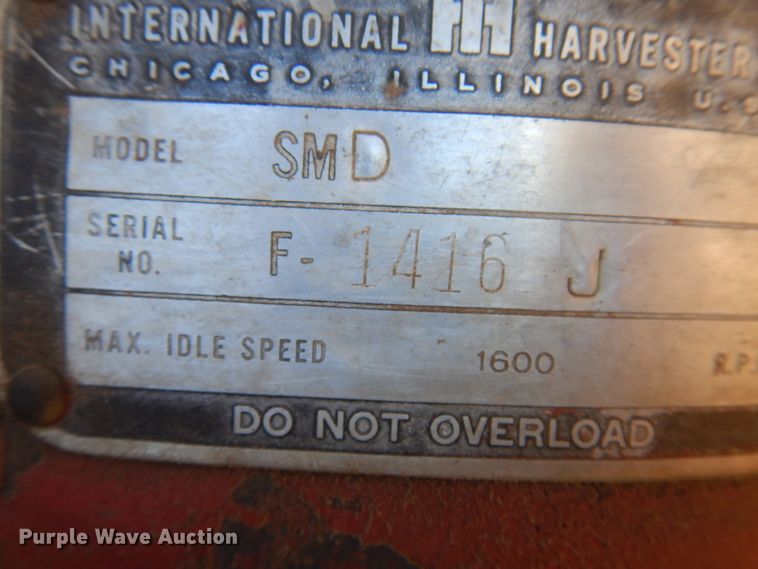 INTERNATIONAL IH HARVESTER
CHICAGO, ILLINOIS U.S
MODEL SMD
SERIAL NO. F- 1416 J
MAX. IDLE SPEED 1600 R.P.
DO NOT OVERLOAD
Purple Wave Auction